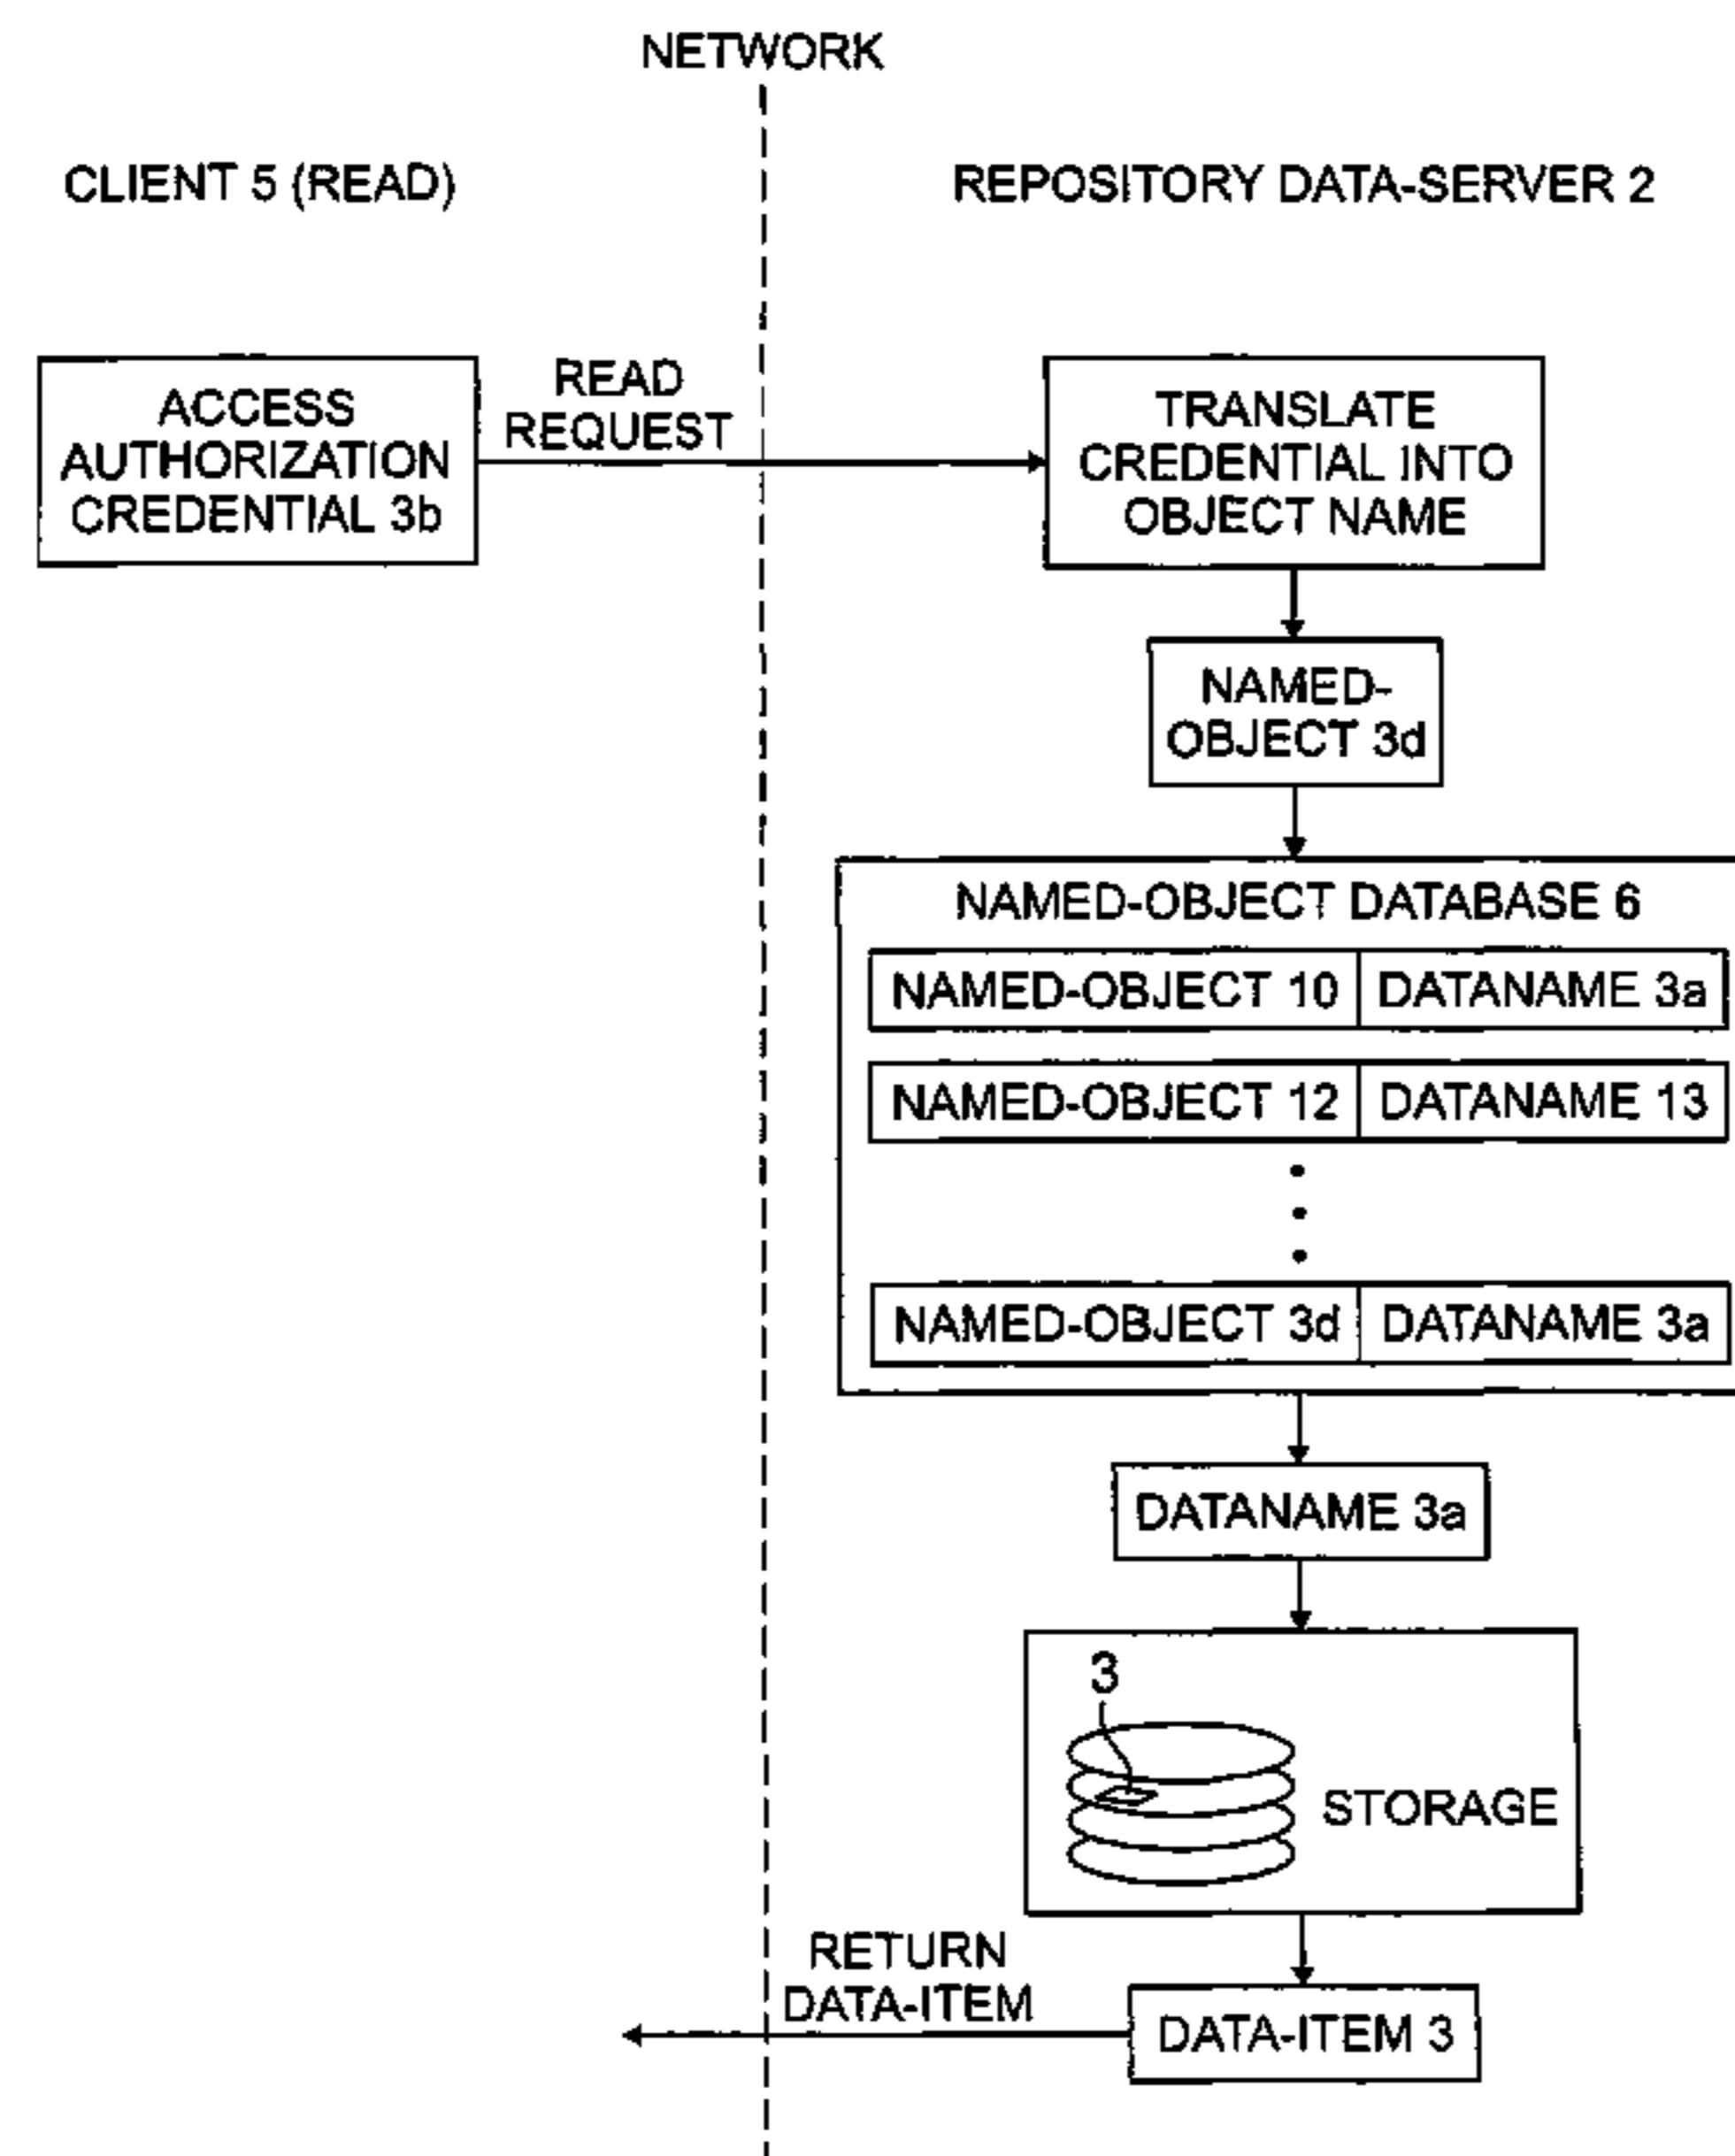 NETWORK
CLIENT 5 (READ)
REPOSITORY DATA-SERVER 2
ACCESS
AUTHORIZATION
CREDENTIAL 3b
READ
REQUEST
TRANSLATE
CREDENTIAL INTO
OBJECT NAME
NAMED-
OBJECT 3d
NAMED-OBJECT DATABASE 6
NAMED-OBJECT 10 DATANAME 3a
NAMED-OBJECT 12 DATANAME 13
NAMED-OBJECT 3d DATANAME 3a
DATANAME 3a
3
STORAGE
RETURN
DATA-ITEM
DATA-ITEM 3